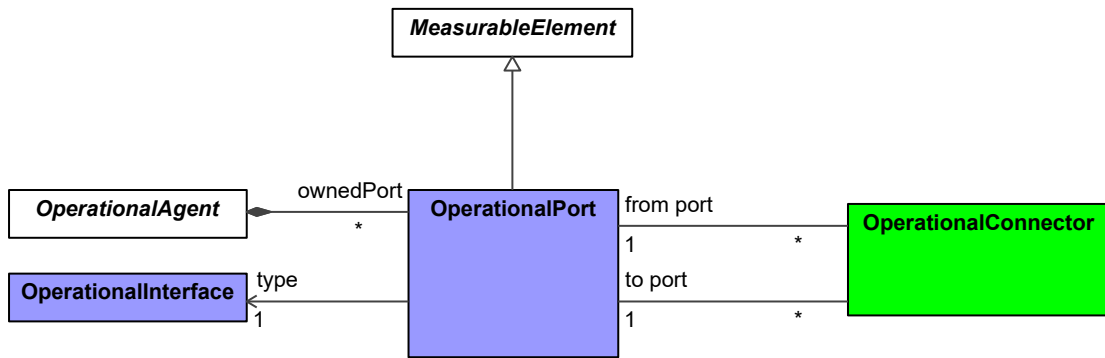 MeasurableElement
ownedPort
OperationalAgent
*
OperationalPort
from port
1
*
OperationalConnector
OperationalInterface
type
1
to port
1
*